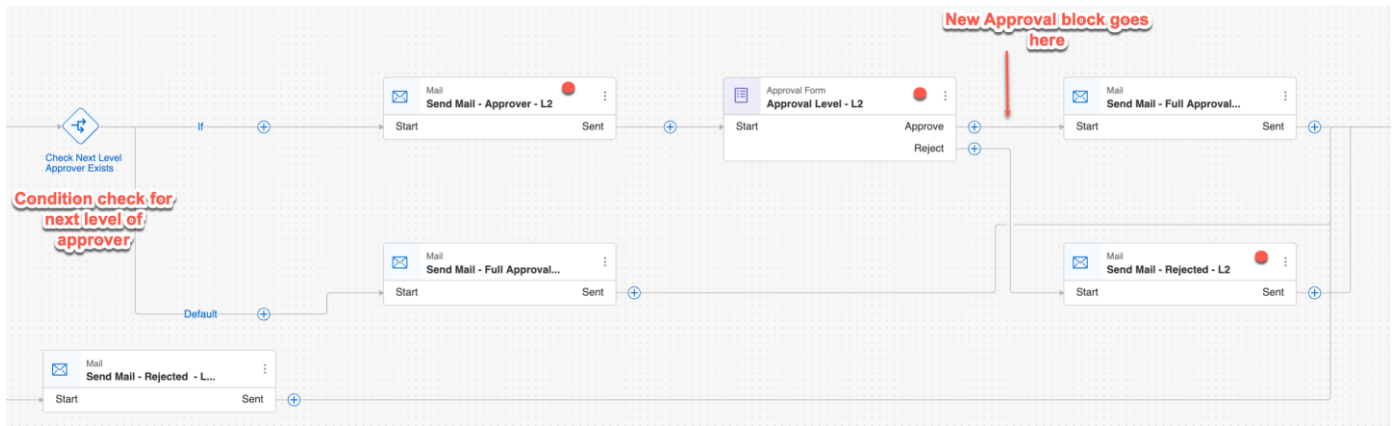 New Approval block goes
here
Mail
Send Mail - Approver - L2
Start
Sent
Approval Form
Approval Level - L2
Start
Approve
Reject
Mail
Send Mail - Full Approval...
Start
Sent
If
Check Next Level
Approver Exists
Condition check for
next level of
approver
Mail
Send Mail - Full Approval...
Start
Sent
Mail
Send Mail - Rejected - L2
Start
Sent
Default
Mail
Send Mail - Rejected - L...
Start
Sent